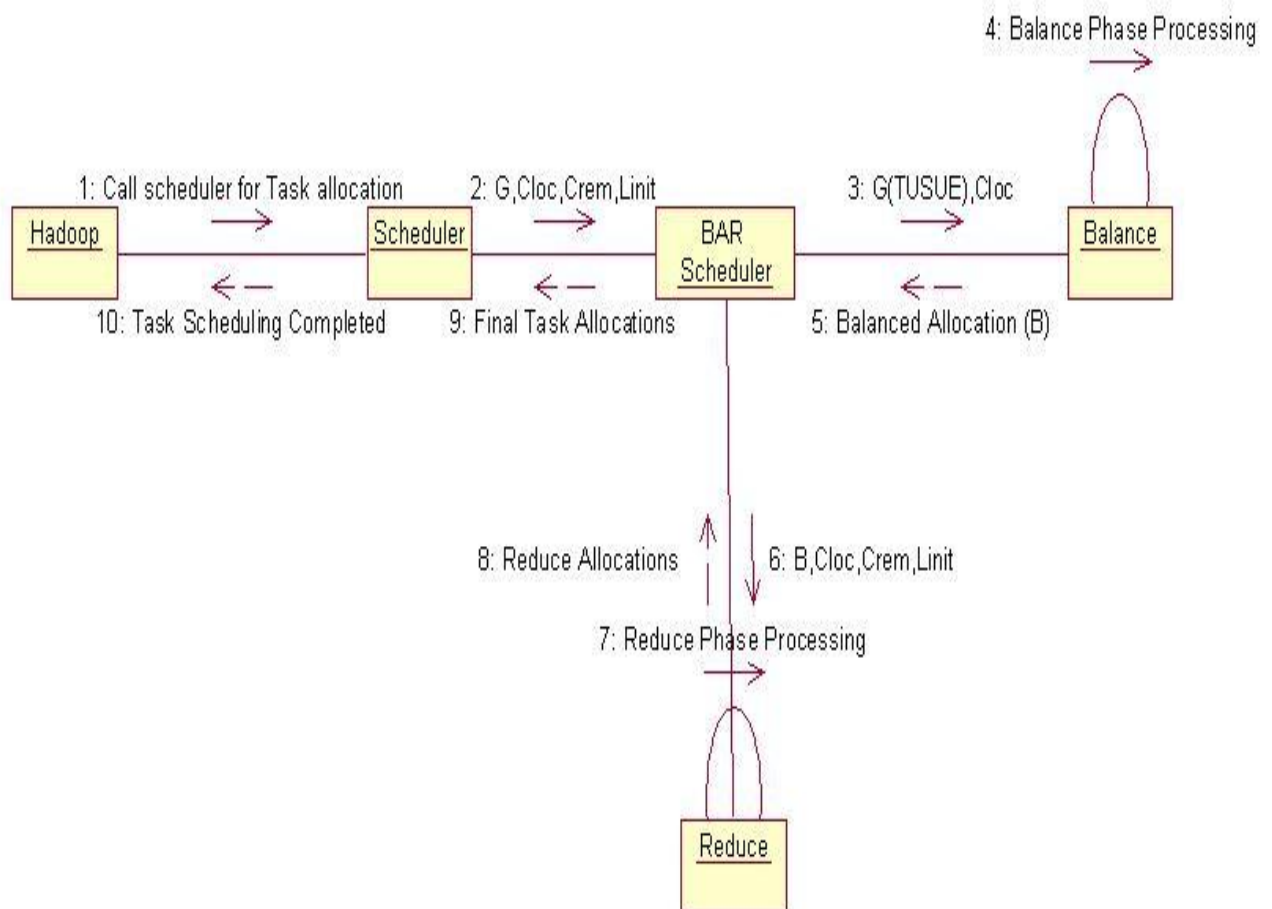 4: Balance Phase Processing
1: Call scheduler for Task allocation
2: G,Cloc,Crem,Linit
3: G(TUSUE),Cloc
Hadoop
Scheduler
BAR
Scheduler
Balance
10: Task Scheduling Completed
9: Final Task Allocations
5: Balanced Allocation (B)
8: Reduce Allocations
6: B,Cloc,Crem,Linit
7: Reduce Phase Processing
Reduce